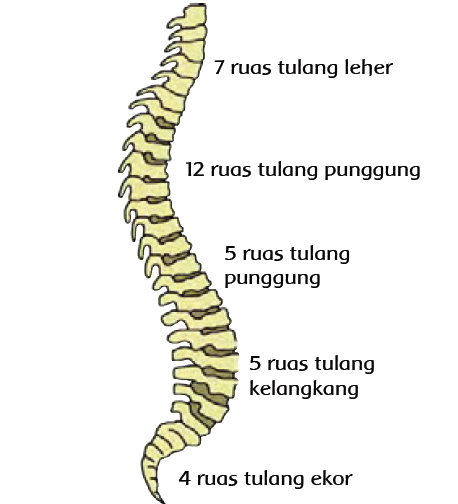 7 ruas tulang leher
12 ruas tulang punggung
5 ruas tulang
punggung
5 ruas tulang
kelangkang
4 ruas tulang ekor